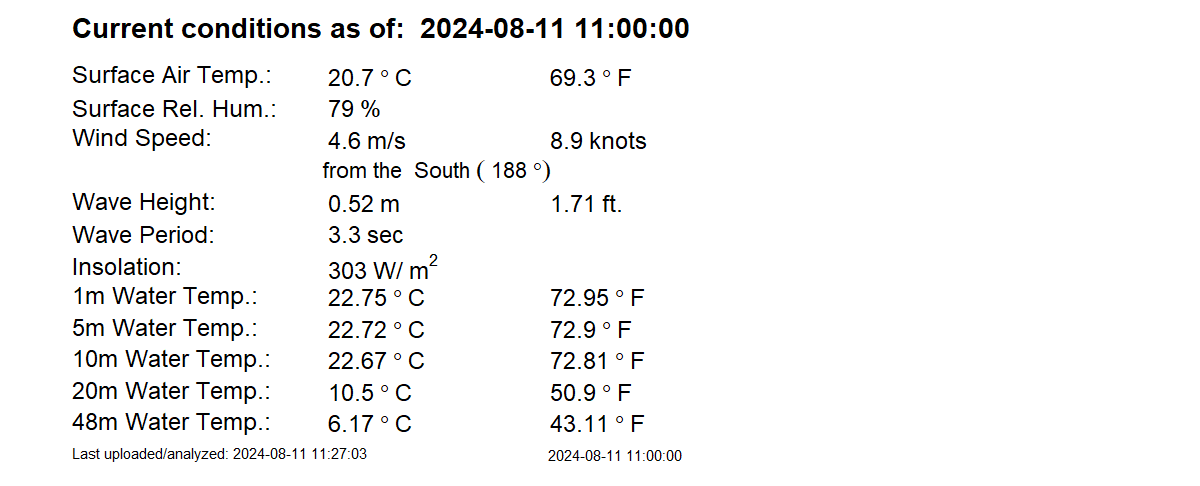 Current conditions as of:  2024-08-11 11:00:00
Surface Air Temp.: 20.7 ° C 69.3 ° F
Surface Rel. Hum.: 79 %
Wind Speed: 4.6 m/s 8.9 knots
from the  South ( 188 °)
Wave Height: 0.52 m 1.71 ft.
Wave Period: 3.3 sec
Insolation: 303 W/ m²
1m Water Temp.: 22.75 ° C 72.95 ° F
5m Water Temp.: 22.72 ° C 72.9 ° F
10m Water Temp.: 22.67 ° C 72.81 ° F
20m Water Temp.: 10.5 ° C 50.9 ° F
48m Water Temp.: 6.17 ° C 43.11 ° F
Last uploaded/analyzed: 2024-08-11 11:27:03 2024-08-11 11:00:00